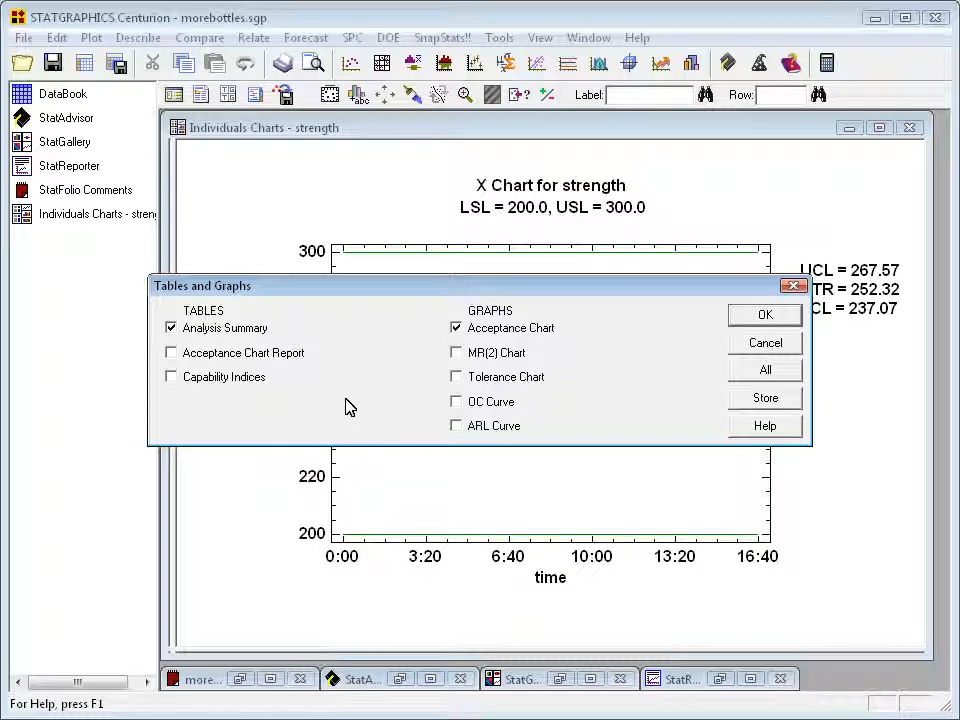 STATGRAPHICS Centurion - morebottles.sgp
File Edit Plot Describe Compare Relate Forecast SPC DOE SnapStats!! Tools View Window Help
Label: Row:
DataBook
StatAdvisor
StatGallery
StatReporter
StatFolio Comments
Individuals Charts - streng
Individuals Charts - strength
X Chart for strength
LSL = 200.0, USL = 300.0
300
UCL = 267.57
TR = 252.32
CL = 237.07
Tables and Graphs
TABLES
Analysis Summary
Acceptance Chart Report
Capability Indices
GRAPHS
Acceptance Chart
MR(2) Chart
Tolerance Chart
OC Curve
ARL Curve
OK
Cancel
All
Store
Help
220
200
0:00 3:20 6:40 10:00 13:20 16:40
time
more... StatA... StatG... StatR...
For Help, press F1